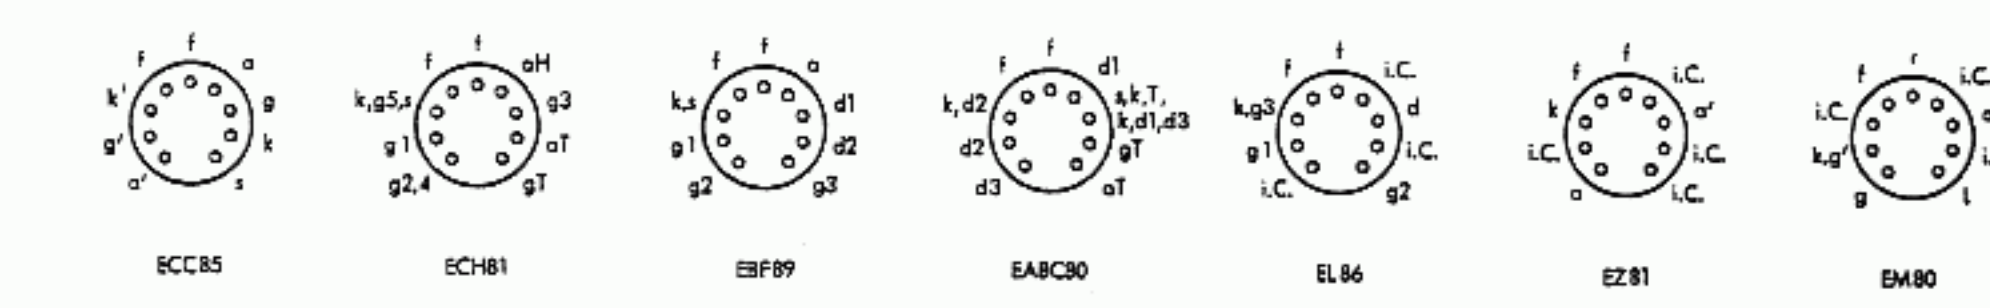 f
f a
k' g
g' k
a' s
ECC85
f
f aH
k,g5,s g3
g1 aT
g2,4 gT
ECH81
f
f a
k,s d1
g1 d2
g2 g3
EBF89
f
f d1
k,d2 s,k,T,
k,d1,d3
d2 gT
d3 aT
EABC80
f
f i.C.
k,g3 d
g1 i.C.
i.C. g2
EL86
f
f i.C.
k a'
i.C. i.C.
a i.C.
EZ81
f i.C.
i.C.
k,g'
g l
EM80